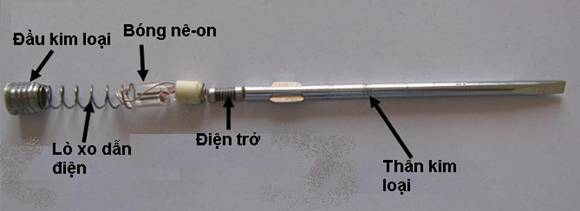 Đầu kim loại
Bóng nê-on
Lò xo dẫn
điện
Điện trở
Thân kim
loại